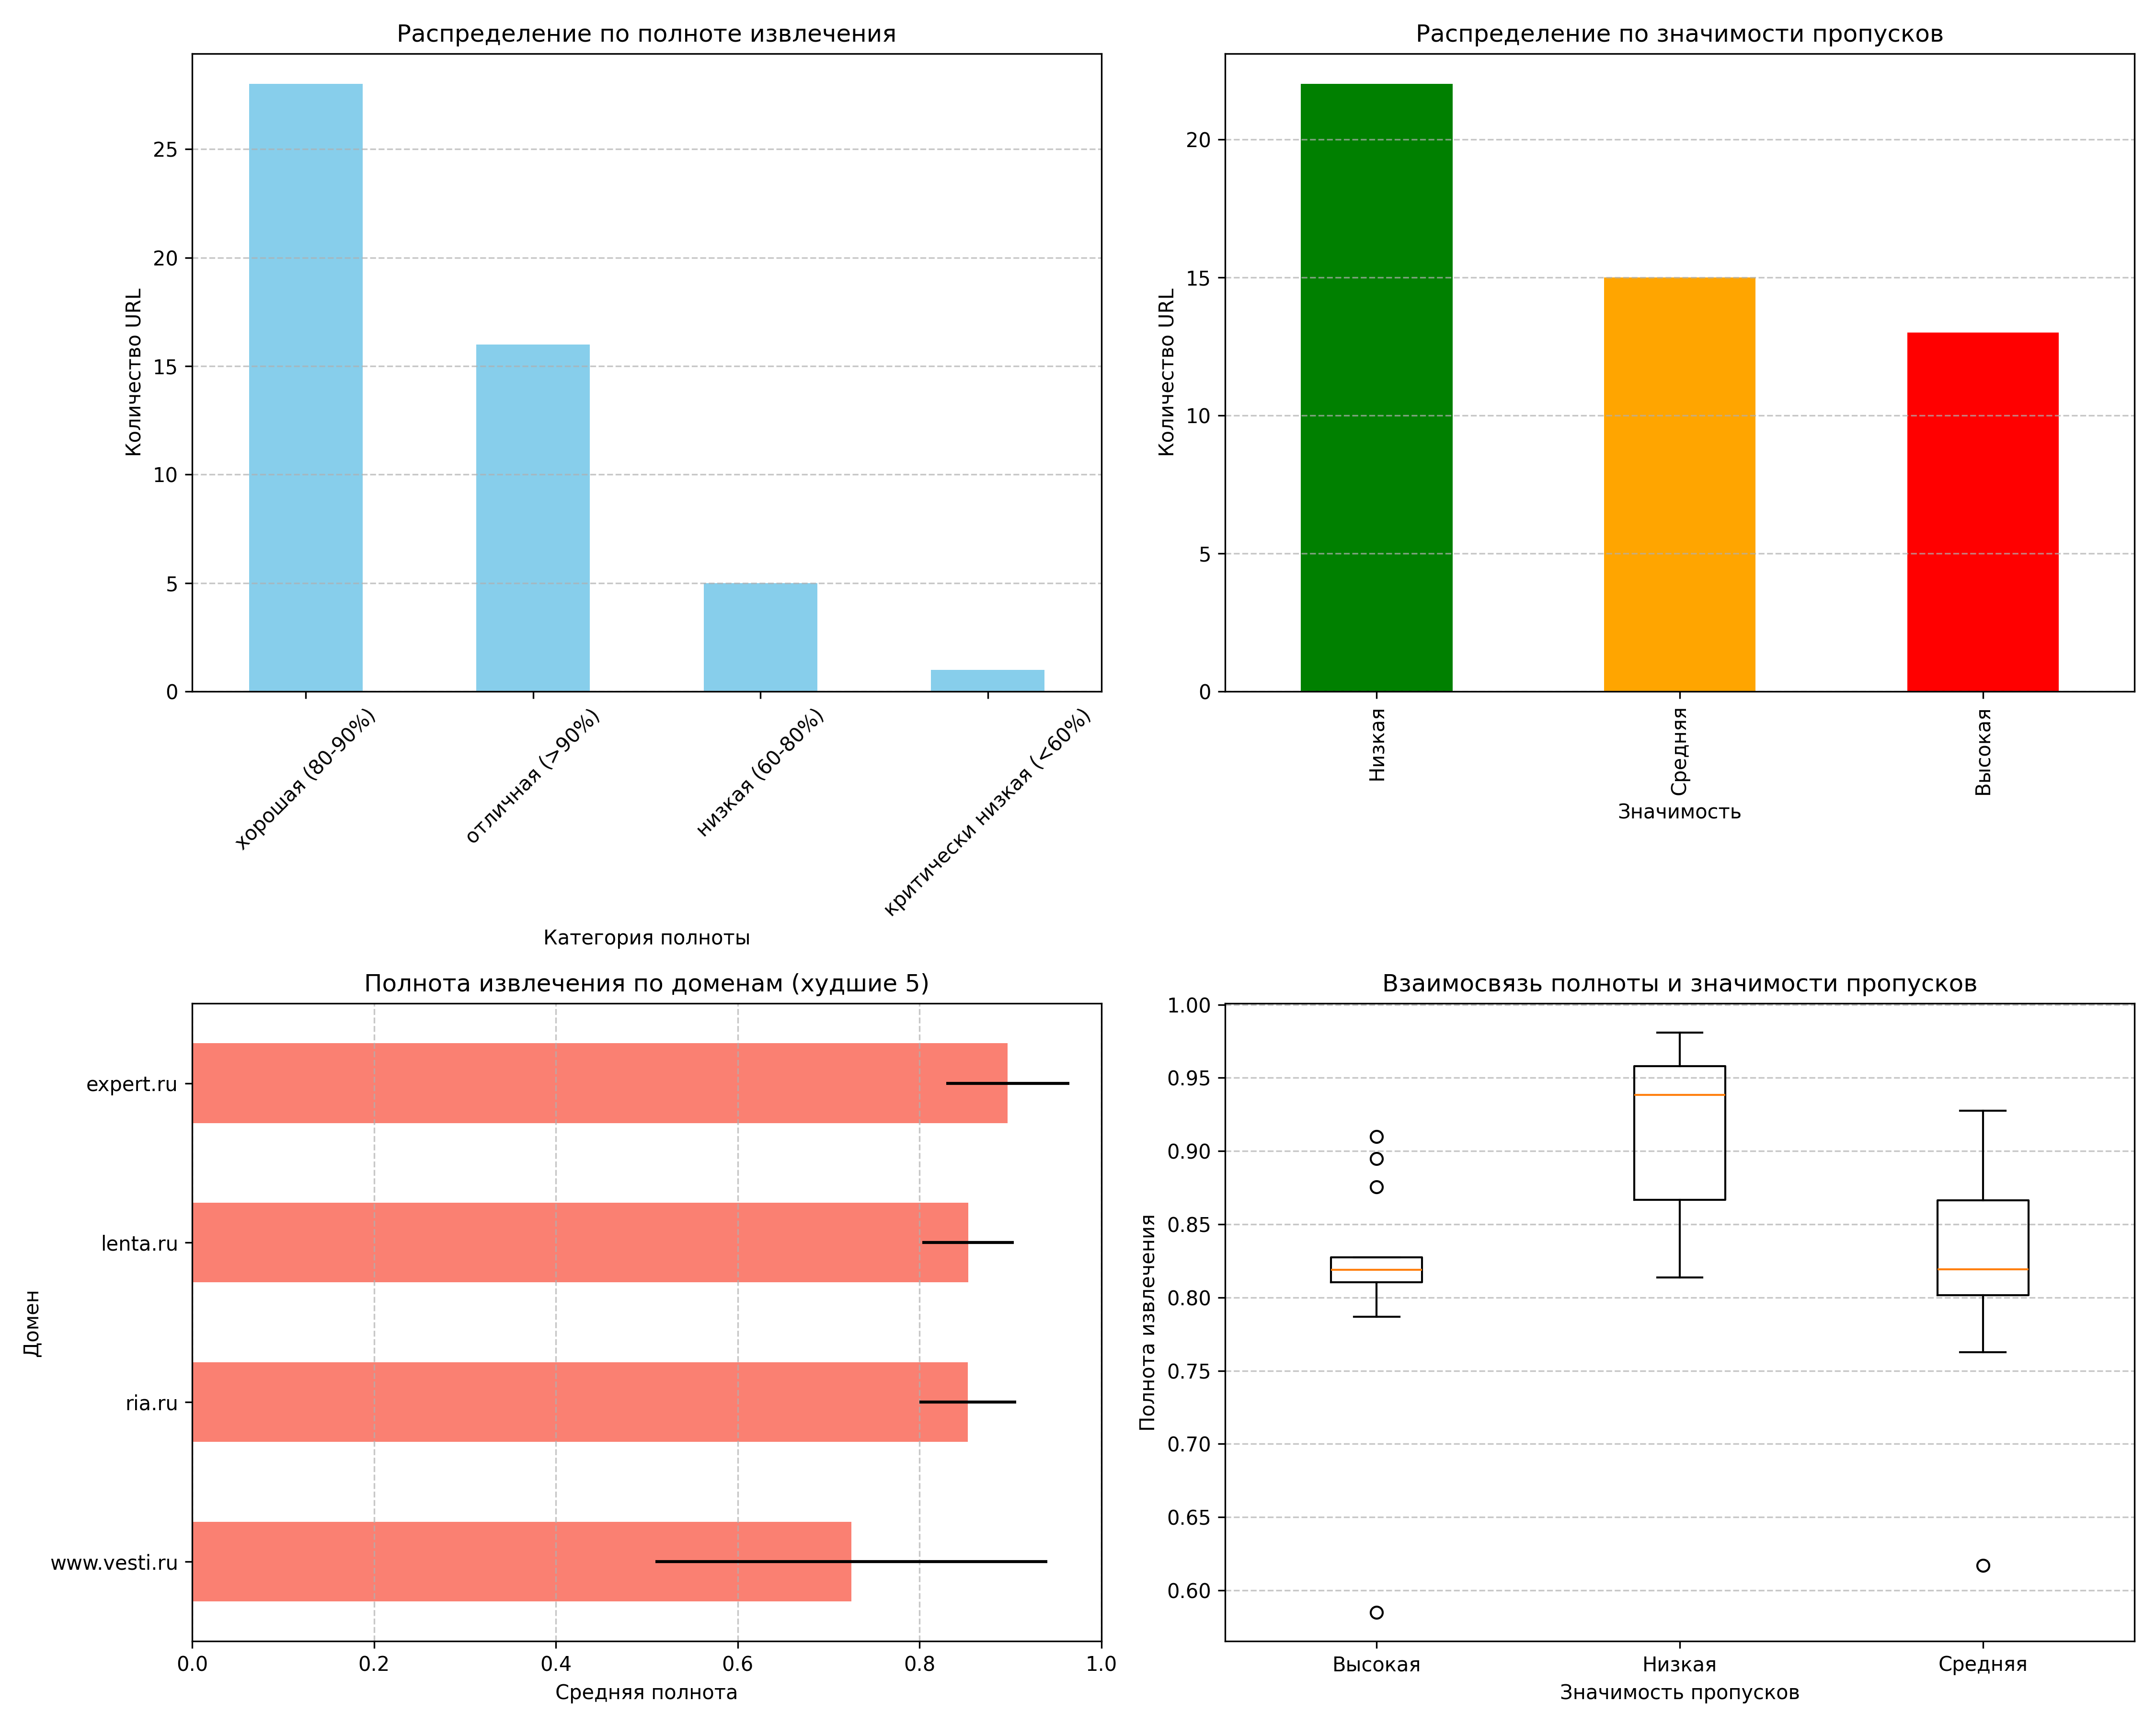 Распределение по полноте извлечения
Количество URL
25
20
15
10
5
0
хорошая (80-90%)
отличная (>90%)
низкая (60-80%)
критически низкая (<60%)
Категория полноты
Распределение по значимости пропусков
Количество URL
20
15
10
5
0
Низкая
Средняя
Высокая
Значимость
Полнота извлечения по доменам (худшие 5)
Домен
expert.ru
lenta.ru
ria.ru
www.vesti.ru
0.0
0.2
0.4
0.6
0.8
1.0
Средняя полнота
Взаимосвязь полноты и значимости пропусков
Полнота извлечения
1.00
0.95
0.90
0.85
0.80
0.75
0.70
0.65
0.60
Высокая
Низкая
Средняя
Значимость пропусков